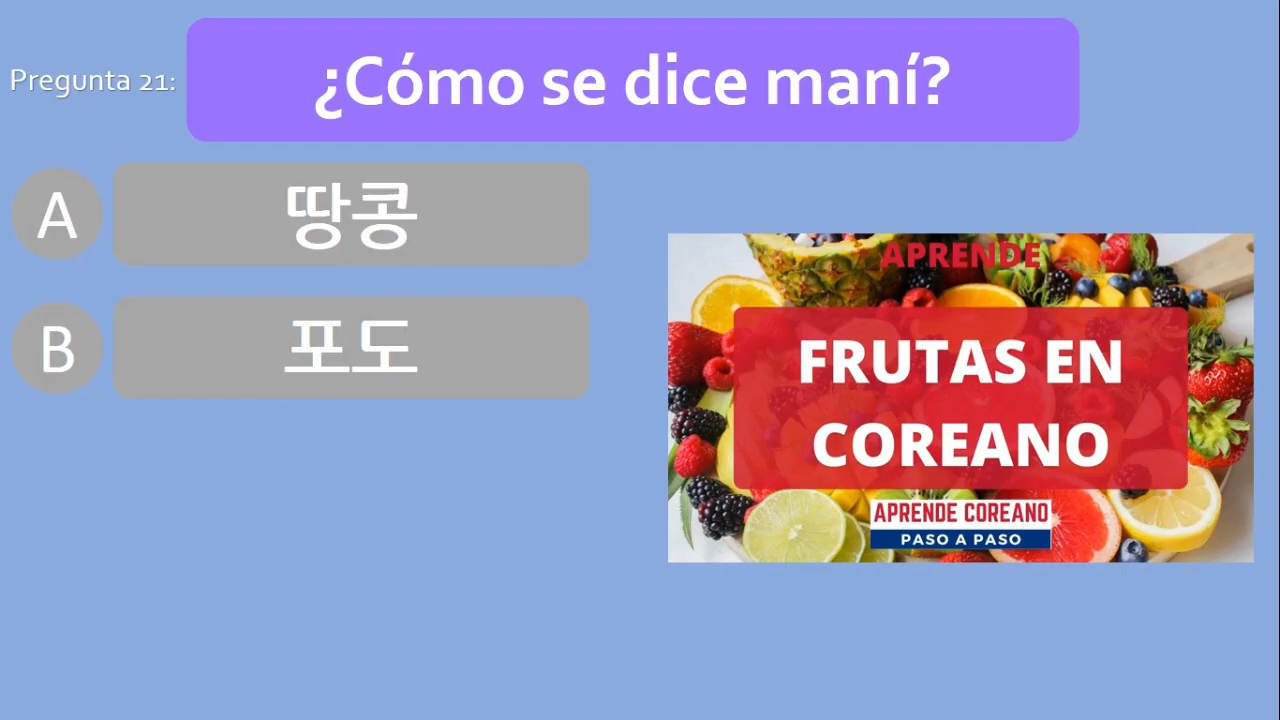 Pregunta 21:
¿Cómo se dice maní?
A
땅콩
B
포도
APRENDE
FRUTAS EN
COREANO
APRENDE COREANO
PASO A PASO